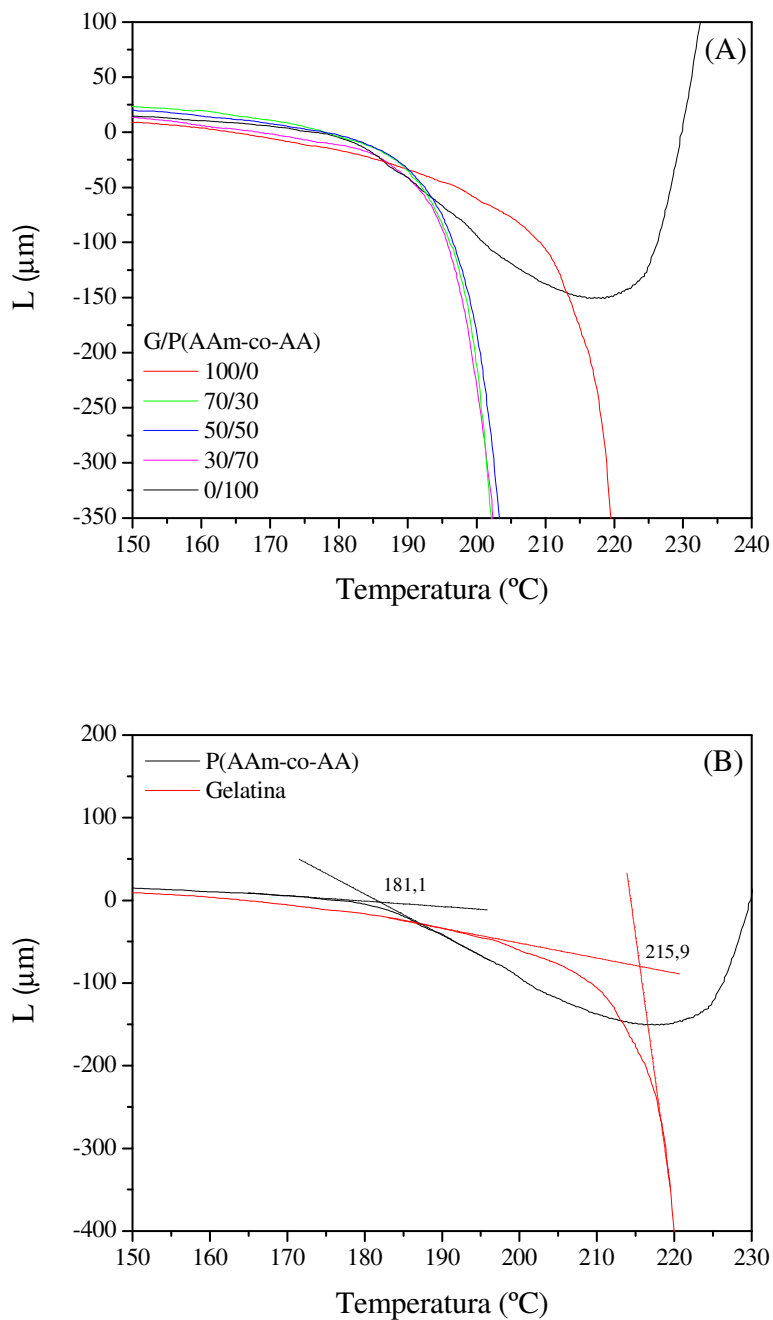 (A)
100
50
0
-50
-100
-150
-200
-250
-300
-350
L (μm)
G/P(AAm-co-AA)
100/0
70/30
50/50
30/70
0/100
150 160 170 180 190 200 210 220 230 240
Temperatura (ºC)
(B)
200
100
0
-100
-200
-300
-400
L (μm)
P(AAm-co-AA)
Gelatina
181,1
215,9
150 160 170 180 190 200 210 220 230
Temperatura (ºC)